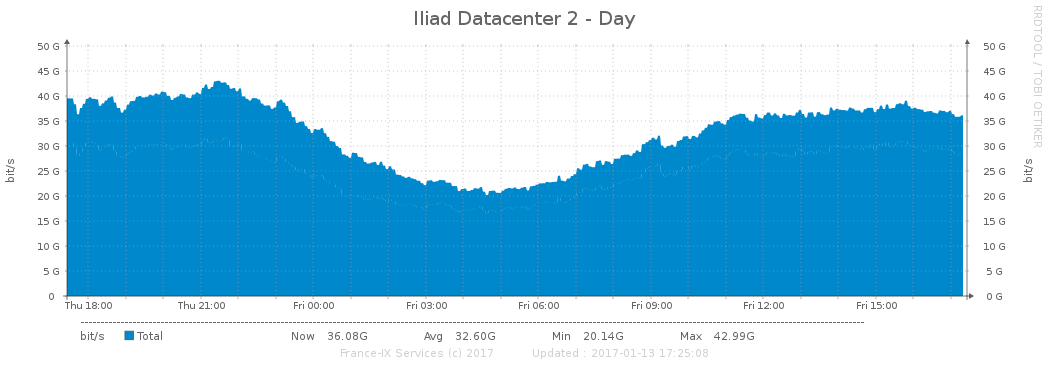 Iliad Datacenter 2 - Day
RRDTOOL / TOBI OETIKER
bit/s
50 G 50 G
45 G 45 G
40 G 40 G
35 G 35 G
30 G 30 G
25 G 25 G
20 G 20 G
15 G 15 G
10 G 10 G
5 G 5 G
0 0 G
bit/s
Thu 18:00 Thu 21:00 Fri 00:00 Fri 03:00 Fri 06:00 Fri 09:00 Fri 12:00 Fri 15:00
bit/s Total Now 36.08G Avg 32.60G Min 20.14G Max 42.99G
France-IX Services (c) 2017 Updated : 2017-01-13 17:25:08